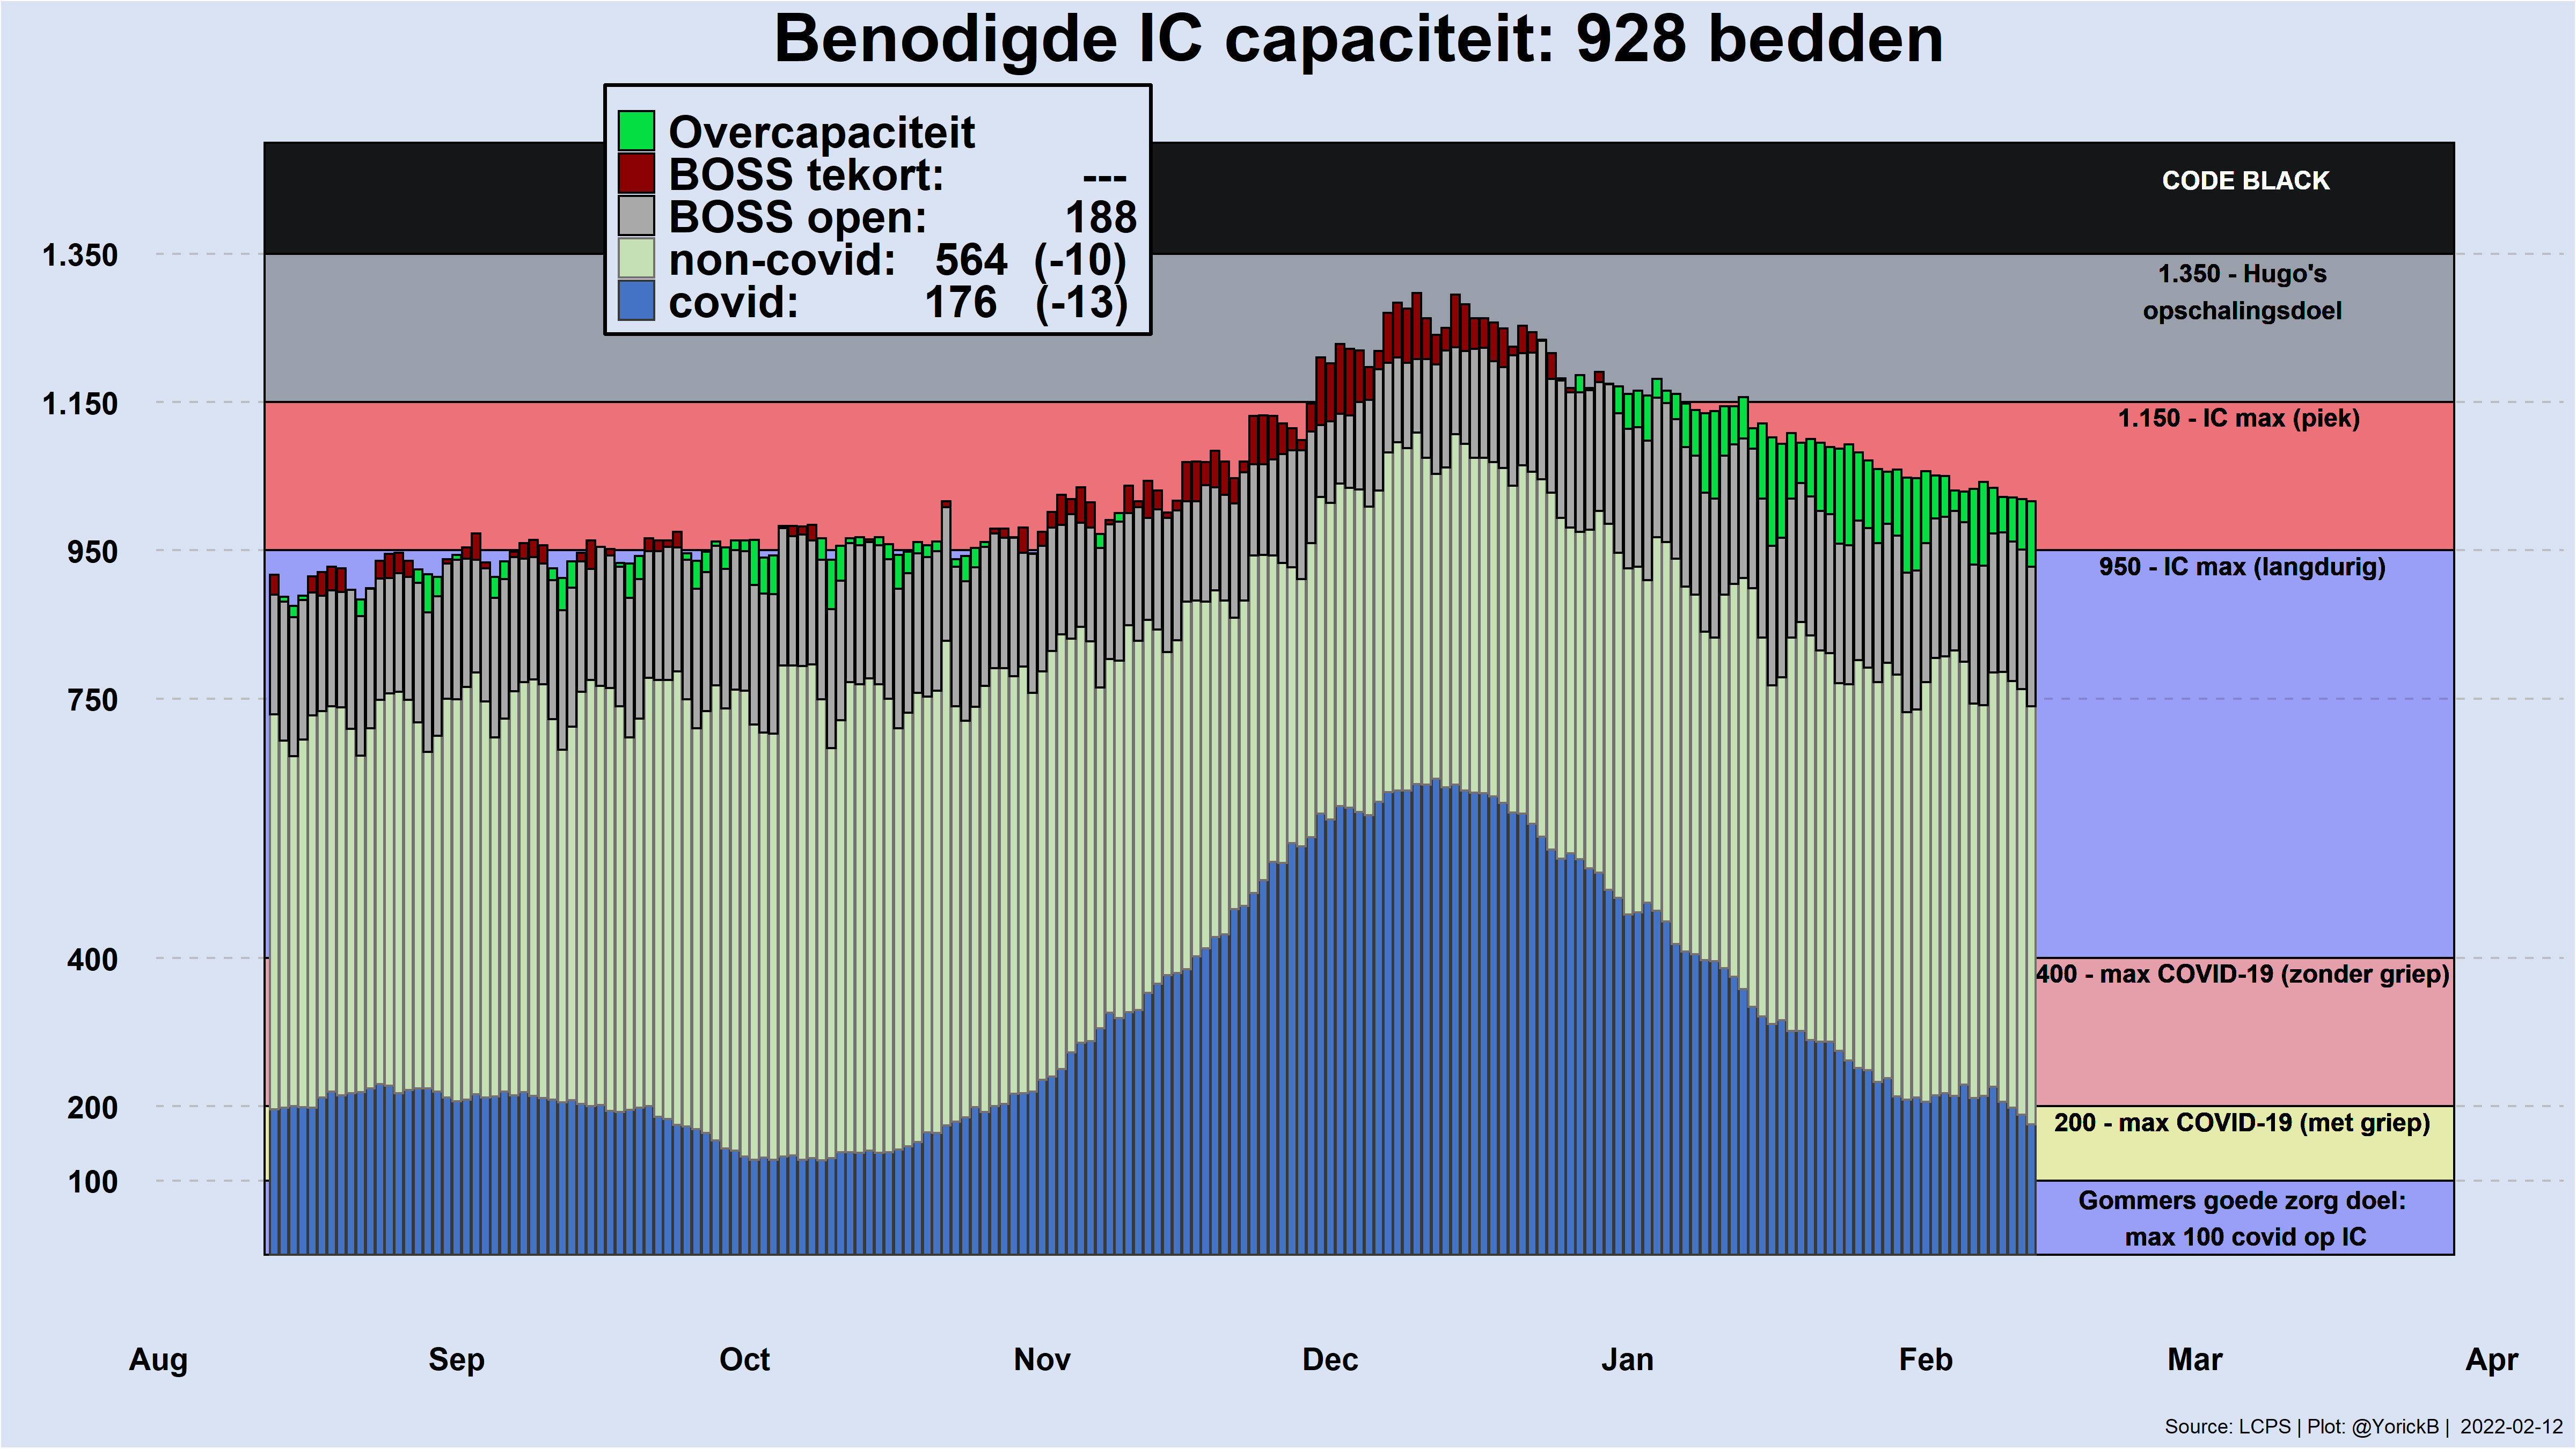 Benodigde IC capaciteit: 928 bedden
Overcapaciteit
BOSS tekort: ---
BOSS open: 188
non-covid: 564 (-10)
covid: 176 (-13)
CODE BLACK
1.350 - Hugo's
opschalingsdoel
1.150 - IC max (piek)
950 - IC max (langdurig)
400 - max COVID-19 (zonder griep)
200 - max COVID-19 (met griep)
Gommers goede zorg doel:
max 100 covid op IC
1.350
1.150
950
750
400
200
100
Aug Sep Oct Nov Dec Jan Feb Mar Apr
Source: LCPS | Plot: @YorickB | 2022-02-12